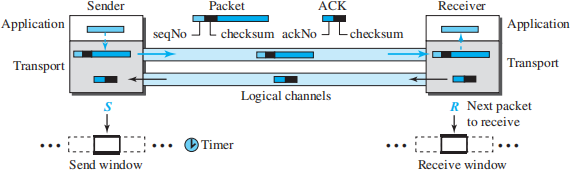 Sender Packet ACK Receiver
Application Application
seqNo checksum ackNo checksum
Transport Transport
Logical channels
S R Next packet
to receive
Timer
Send window Receive window